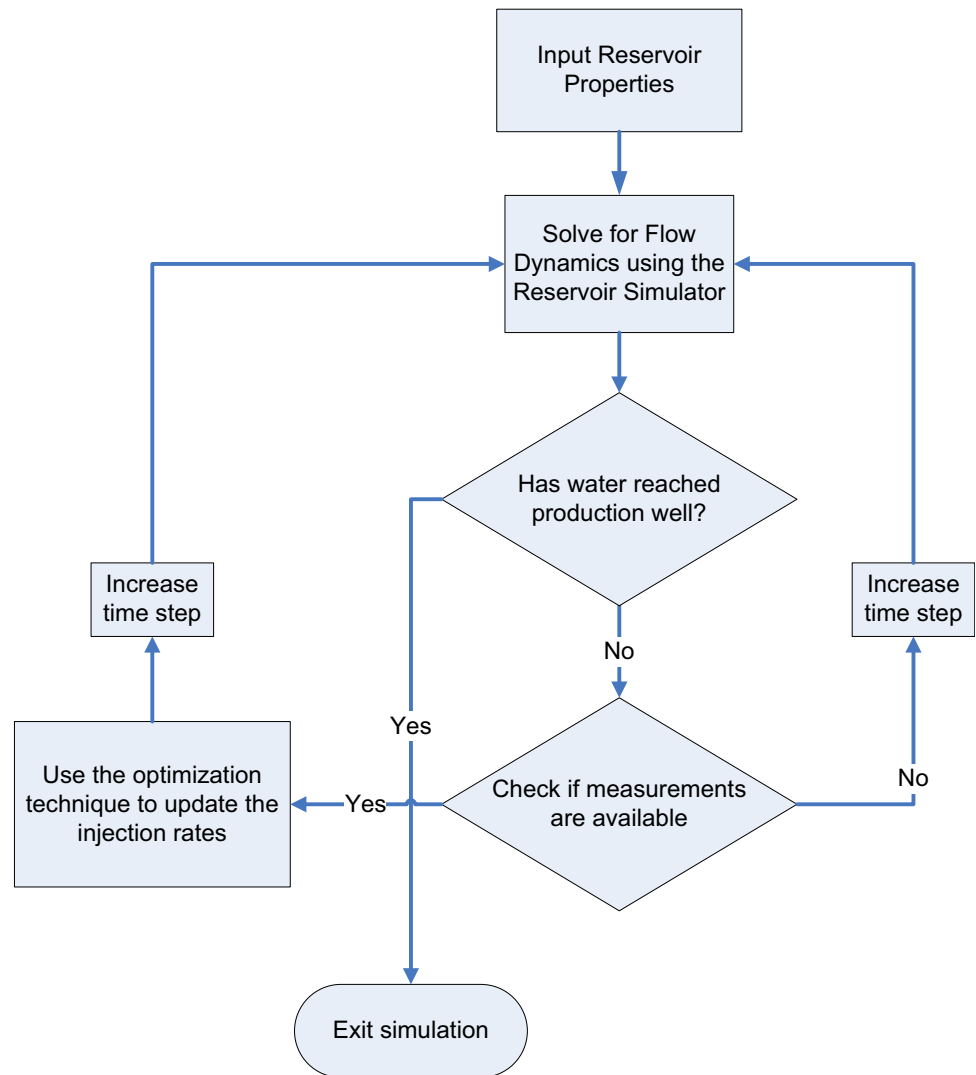 Input Reservoir
Properties
Solve for Flow
Dynamics using the
Reservoir Simulator
Has water reached
production well?
Increase
time step
Increase
time step
No
Yes
Use the optimization
technique to update the
injection rates
Yes
Check if measurements
are available
No
Exit simulation